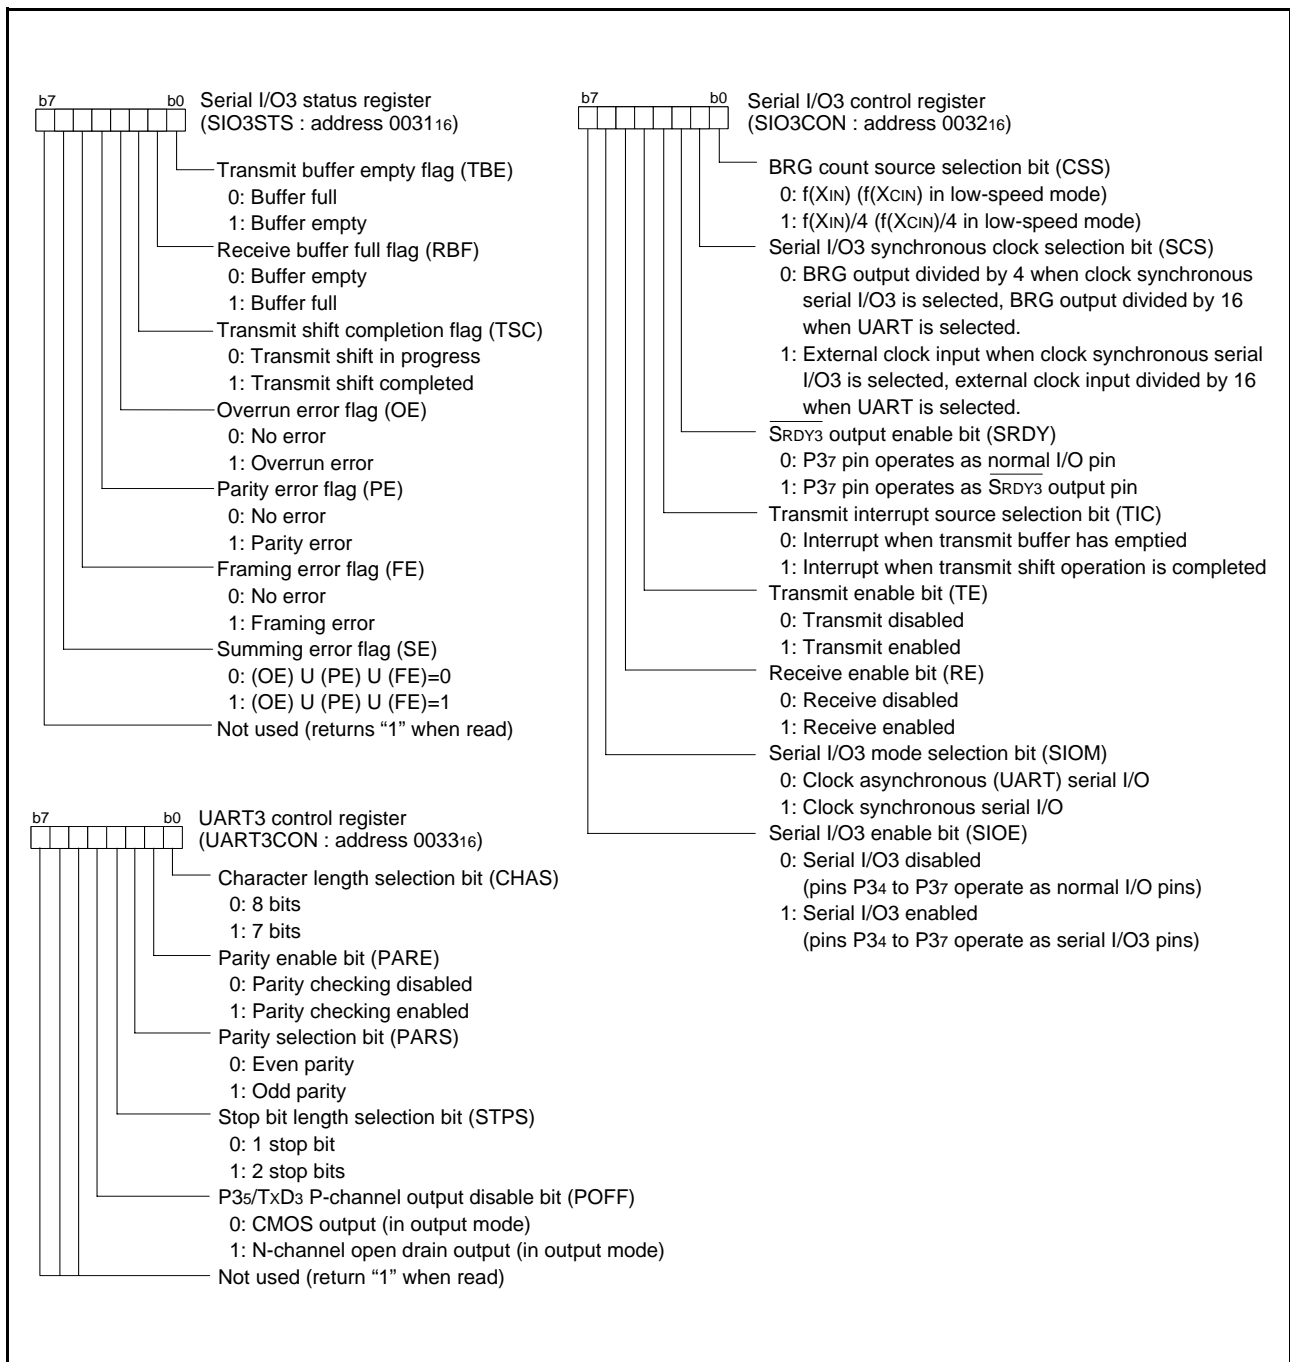 b7 b0 Serial I/O3 status register
(SIO3STS : address 003116)
Transmit buffer empty flag (TBE)
0: Buffer full
1: Buffer empty
Receive buffer full flag (RBF)
0: Buffer empty
1: Buffer full
Transmit shift completion flag (TSC)
0: Transmit shift in progress
1: Transmit shift completed
Overrun error flag (OE)
0: No error
1: Overrun error
Parity error flag (PE)
0: No error
1: Parity error
Framing error flag (FE)
0: No error
1: Framing error
Summing error flag (SE)
0: (OE) U (PE) U (FE)=0
1: (OE) U (PE) U (FE)=1
Not used (returns “1” when read)
b7 b0 UART3 control register
(UART3CON : address 003316)
Character length selection bit (CHAS)
0: 8 bits
1: 7 bits
Parity enable bit (PARE)
0: Parity checking disabled
1: Parity checking enabled
Parity selection bit (PARS)
0: Even parity
1: Odd parity
Stop bit length selection bit (STPS)
0: 1 stop bit
1: 2 stop bits
P35/TXD3 P-channel output disable bit (POFF)
0: CMOS output (in output mode)
1: N-channel open drain output (in output mode)
Not used (return “1” when read)
b7 b0 Serial I/O3 control register
(SIO3CON : address 003216)
BRG count source selection bit (CSS)
0: f(XIN) (f(XCIN) in low-speed mode)
1: f(XIN)/4 (f(XCIN)/4 in low-speed mode)
Serial I/O3 synchronous clock selection bit (SCS)
0: BRG output divided by 4 when clock synchronous
serial I/O3 is selected, BRG output divided by 16
when UART is selected.
1: External clock input when clock synchronous serial
I/O3 is selected, external clock input divided by 16
when UART is selected.
SRDY3 output enable bit (SRDY)
0: P37 pin operates as normal I/O pin
1: P37 pin operates as SRDY3 output pin
Transmit interrupt source selection bit (TIC)
0: Interrupt when transmit buffer has emptied
1: Interrupt when transmit shift operation is completed
Transmit enable bit (TE)
0: Transmit disabled
1: Transmit enabled
Receive enable bit (RE)
0: Receive disabled
1: Receive enabled
Serial I/O3 mode selection bit (SIOM)
0: Clock asynchronous (UART) serial I/O
1: Clock synchronous serial I/O
Serial I/O3 enable bit (SIOE)
0: Serial I/O3 disabled
(pins P34 to P37 operate as normal I/O pins)
1: Serial I/O3 enabled
(pins P34 to P37 operate as serial I/O3 pins)